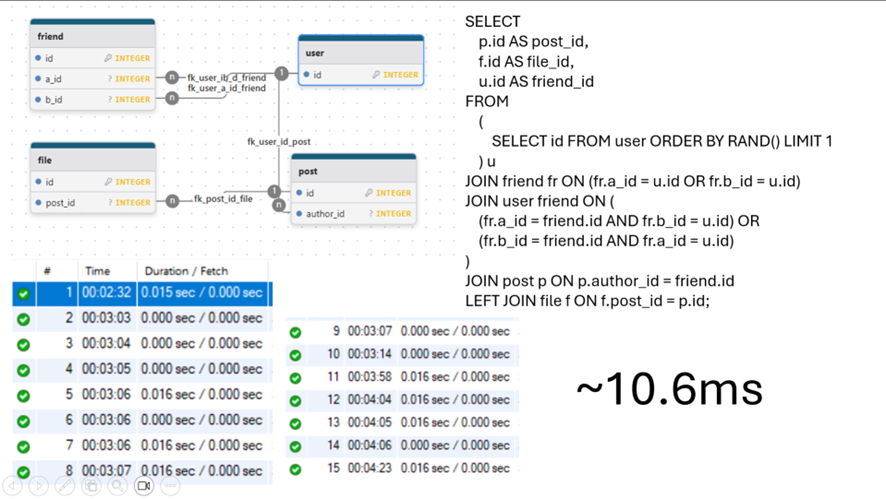 friend
id INTEGER
a_id ? INTEGER
b_id ? INTEGER
user
id INTEGER
n
n
1
fk_user_ib_d_friend
fk_user_a_id_friend
fk_user_id_post
file
id INTEGER
post_id ? INTEGER
n
fk_post_id_file
1
n
post
id INTEGER
author_id ? INTEGER
SELECT
p.id AS post_id,
f.id AS file_id,
u.id AS friend_id
FROM
(
SELECT id FROM user ORDER BY RAND() LIMIT 1
) u
JOIN friend fr ON (fr.a_id = u.id OR fr.b_id = u.id)
JOIN user friend ON (
(fr.a_id = friend.id AND fr.b_id = u.id) OR
(fr.b_id = friend.id AND fr.a_id = u.id)
)
JOIN post p ON p.author_id = friend.id
LEFT JOIN file f ON f.post_id = p.id;
# Time Duration / Fetch
1 00:02:32 0.015 sec / 0.000 sec
2 00:03:03 0.000 sec / 0.000 sec
3 00:03:04 0.000 sec / 0.000 sec
4 00:03:05 0.000 sec / 0.000 sec
5 00:03:06 0.016 sec / 0.000 sec
6 00:03:06 0.000 sec / 0.000 sec
7 00:03:06 0.016 sec / 0.000 sec
8 00:03:07 0.016 sec / 0.000 sec
9 00:03:07 0.000 sec / 0.000 sec
10 00:03:14 0.000 sec / 0.000 sec
11 00:03:58 0.016 sec / 0.000 sec
12 00:04:04 0.016 sec / 0.000 sec
13 00:04:05 0.016 sec / 0.000 sec
14 00:04:06 0.000 sec / 0.000 sec
15 00:04:23 0.016 sec / 0.000 sec
~10.6ms